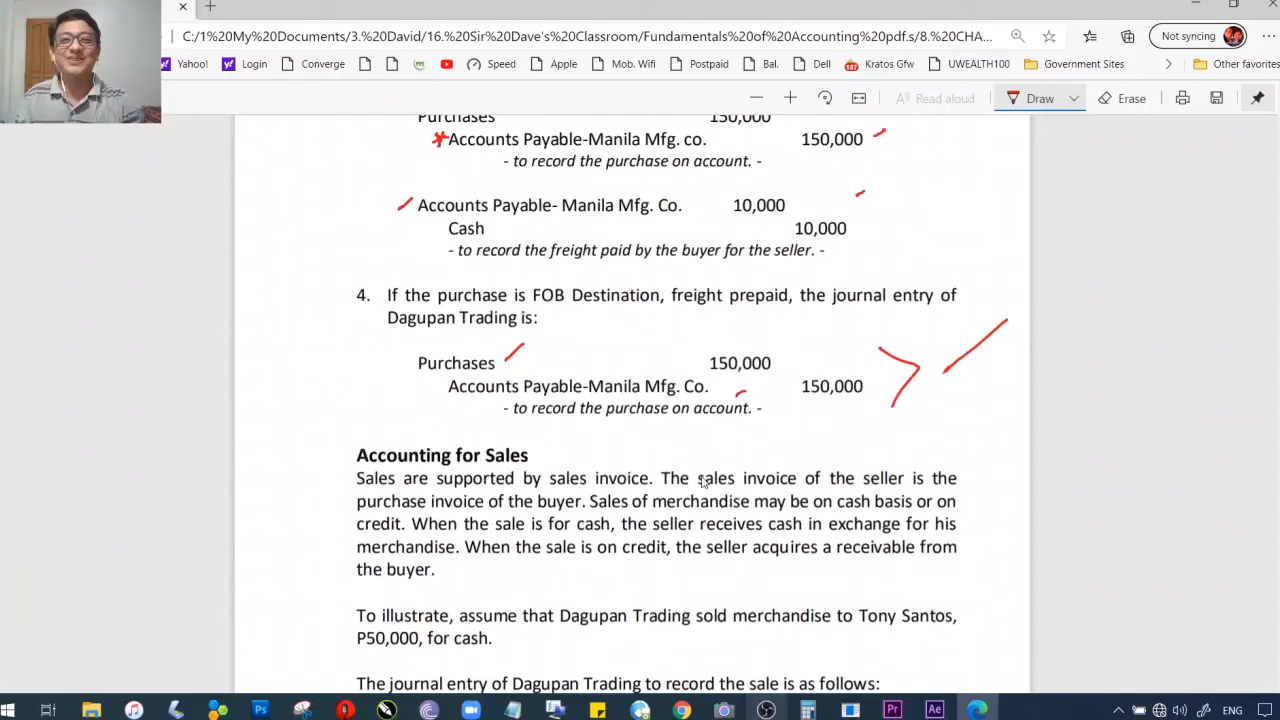 C:/1%20My%20Documents/3.%20David/16.%20Sir%20Dave's%20Classroom/Fundamentals%20of%20Accounting%20pdf.s/8.%20CHA...
Not syncing
Yahoo!
Login
Converge
Speed
Apple
Mob. Wifi
Postpaid
Bal.
Dell
Kratos Gfw
UWEALTH100
Government Sites
Other favorites
Read aloud
Draw
Erase
Purchases 150,000
Accounts Payable-Manila Mfg. co. 150,000
- to record the purchase on account. -
Accounts Payable- Manila Mfg. Co. 10,000
Cash 10,000
- to record the freight paid by the buyer for the seller. -
4. If the purchase is FOB Destination, freight prepaid, the journal entry of
Dagupan Trading is:
Purchases 150,000
Accounts Payable-Manila Mfg. Co. 150,000
- to record the purchase on account. -
Accounting for Sales
Sales are supported by sales invoice. The sales invoice of the seller is the
purchase invoice of the buyer. Sales of merchandise may be on cash basis or on
credit. When the sale is for cash, the seller receives cash in exchange for his
merchandise. When the sale is on credit, the seller acquires a receivable from
the buyer.
To illustrate, assume that Dagupan Trading sold merchandise to Tony Santos,
P50,000, for cash.
The journal entry of Dagupan Trading to record the sale is as follows:
Ps
Pr
Ae
ENG